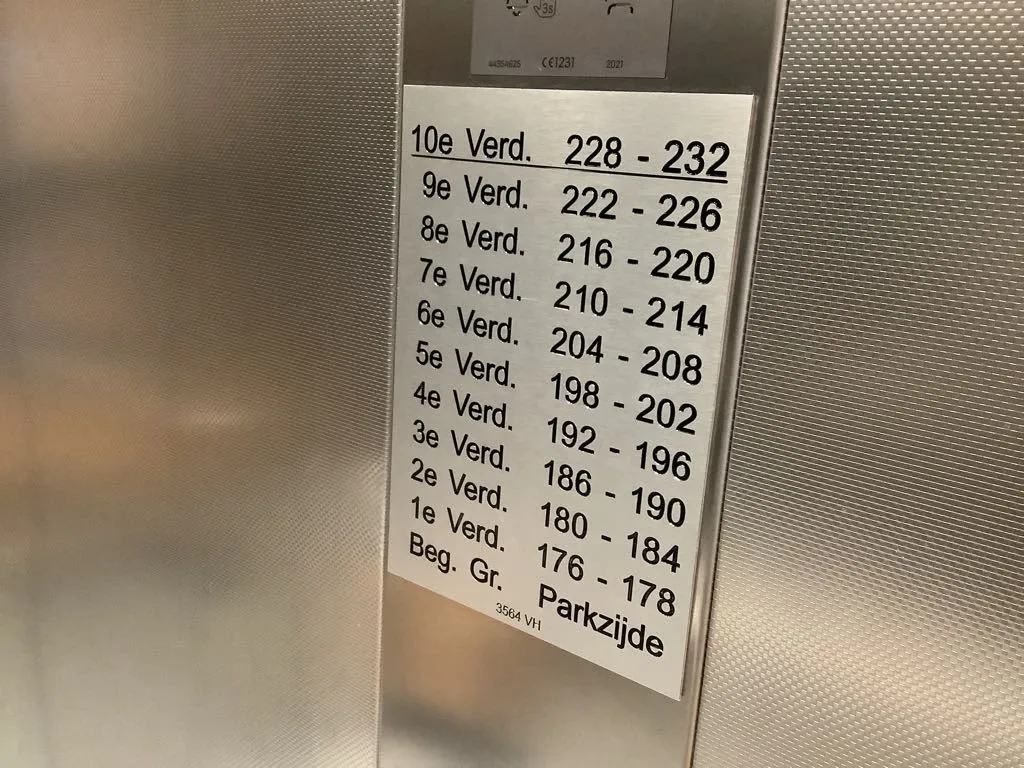 3s
4435A625 CE1231 2021
10e Verd. 228 - 232
9e Verd. 222 - 226
8e Verd. 216 - 220
7e Verd. 210 - 214
6e Verd. 204 - 208
5e Verd. 198 - 202
4e Verd. 192 - 196
3e Verd. 186 - 190
2e Verd. 180 - 184
1e Verd. 176 - 178
Beg. Gr. Parkzijde
3564 VH